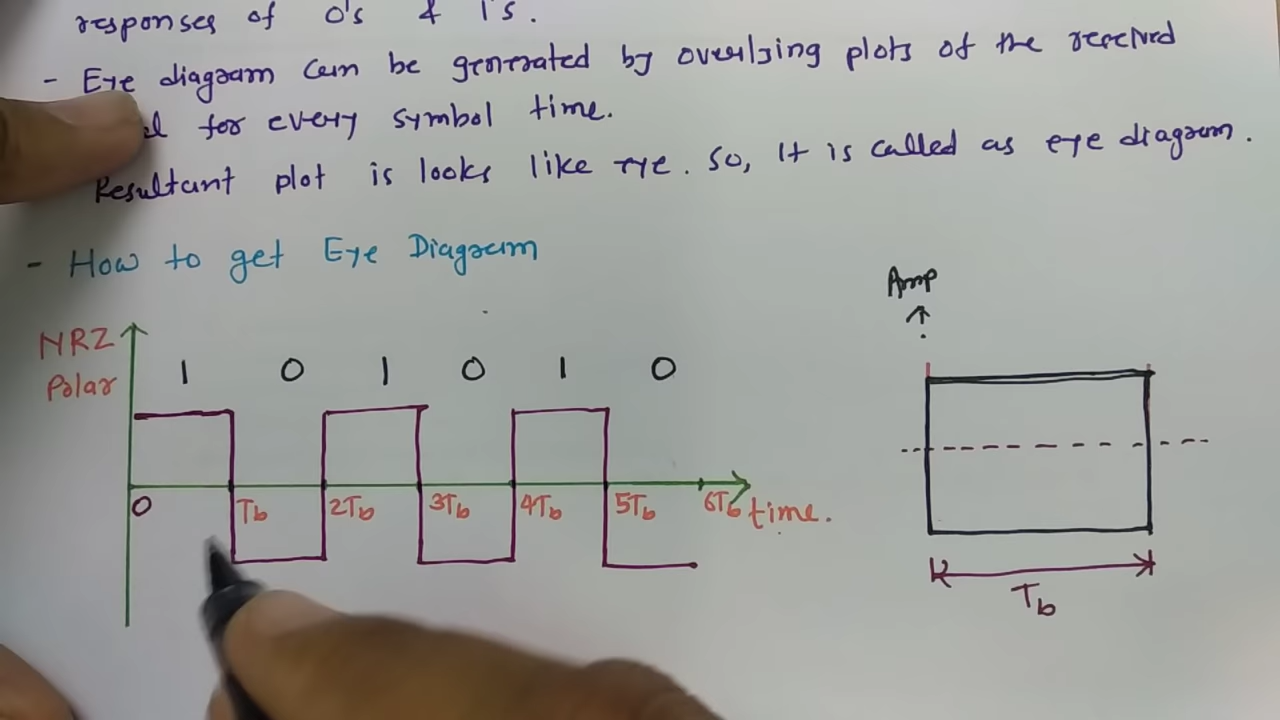 responses of 0's & 1's.
- Eye diagram can be generated by overlying plots of the received
for every symbol time.
Resultant plot is looks like eye. So, It is called as eye diagram.
- How to get Eye Diagram
Amp
NRZ
Polar
1 0 1 0 1 0
0 Tb 2Tb 3Tb 4Tb 5Tb 6Tb time.
Tb